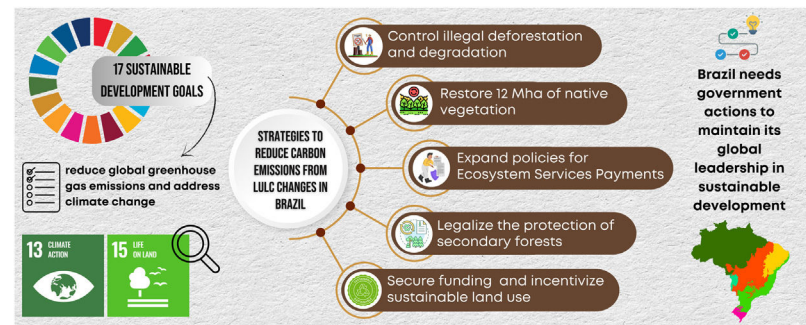 17 SUSTAINABLE
DEVELOPMENT GOALS
reduce global greenhouse
gas emissions and address
climate change
13 CLIMATE
ACTION
15 LIFE
ON LAND
STRATEGIES TO
REDUCE CARBON
EMISSIONS FROM
LULC CHANGES IN
BRAZIL
Control illegal deforestation
and degradation
Restore 12 Mha of native
vegetation
Expand policies for
Ecosystem Services Payments
Legalize the protection of
secondary forests
Secure funding and incentivize
sustainable land use
Brazil needs
government
actions to
maintain its
global
leadership in
sustainable
development